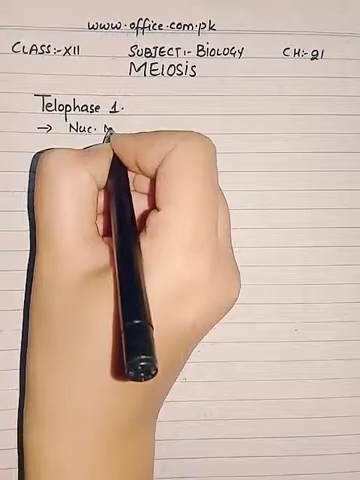 www.office.com.pk
CLASS:-XII SUBJECT:- BIOLOGY CH:-21
MEIOSIS
Telophase 1.
→ Nuc.